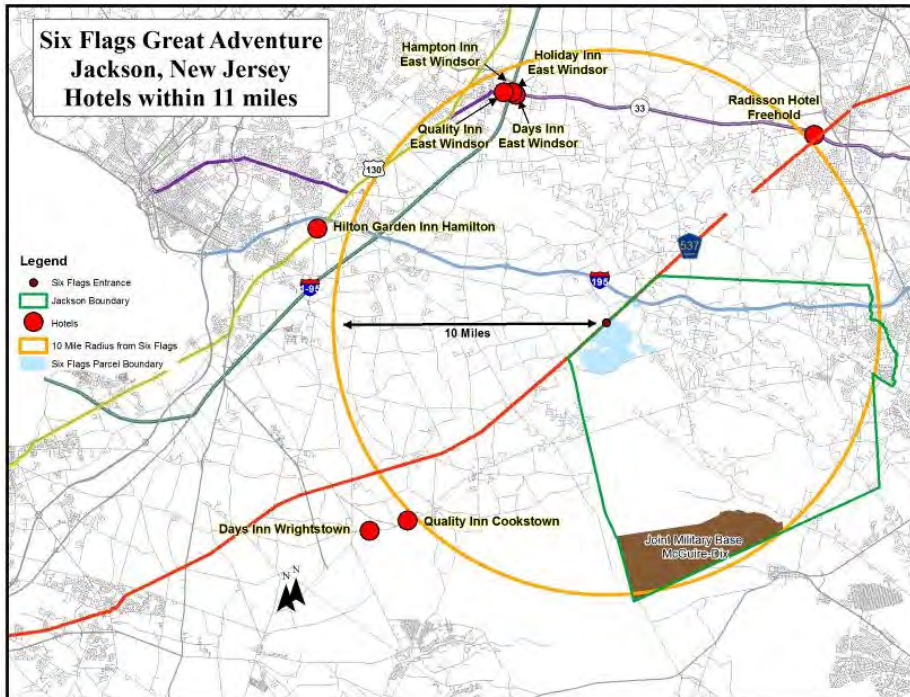 Six Flags Great Adventure
Jackson, New Jersey
Hotels within 11 miles
Hampton Inn
East Windsor
Holiday Inn
East Windsor
Quality Inn
East Windsor
Days Inn
East Windsor
33
Radisson Hotel
Freehold
130
Hilton Garden Inn Hamilton
537
I-95
195
Legend
Six Flags Entrance
Jackson Boundary
Hotels
10 Mile Radius from Six Flags
Six Flags Parcel Boundary
10 Miles
Days Inn Wrightstown
Quality Inn Cookstown
Joint Military Base
McGuire-Dix
N
N